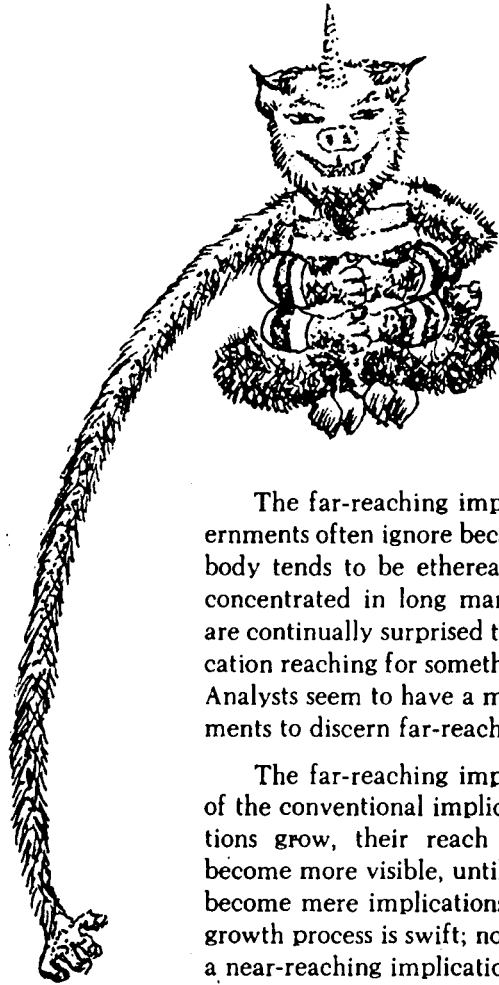 The far-reaching imp
ernments often ignore bec
body tends to be etherea
concentrated in long mar
are continually surprised t
cation reaching for someth
Analysts seem to have a m
ments to discern far-reach
The far-reaching imp
of the conventional implic
tions grow, their reach
become more visible, until
become mere implications
growth process is swift; no
a near-reaching implicatio